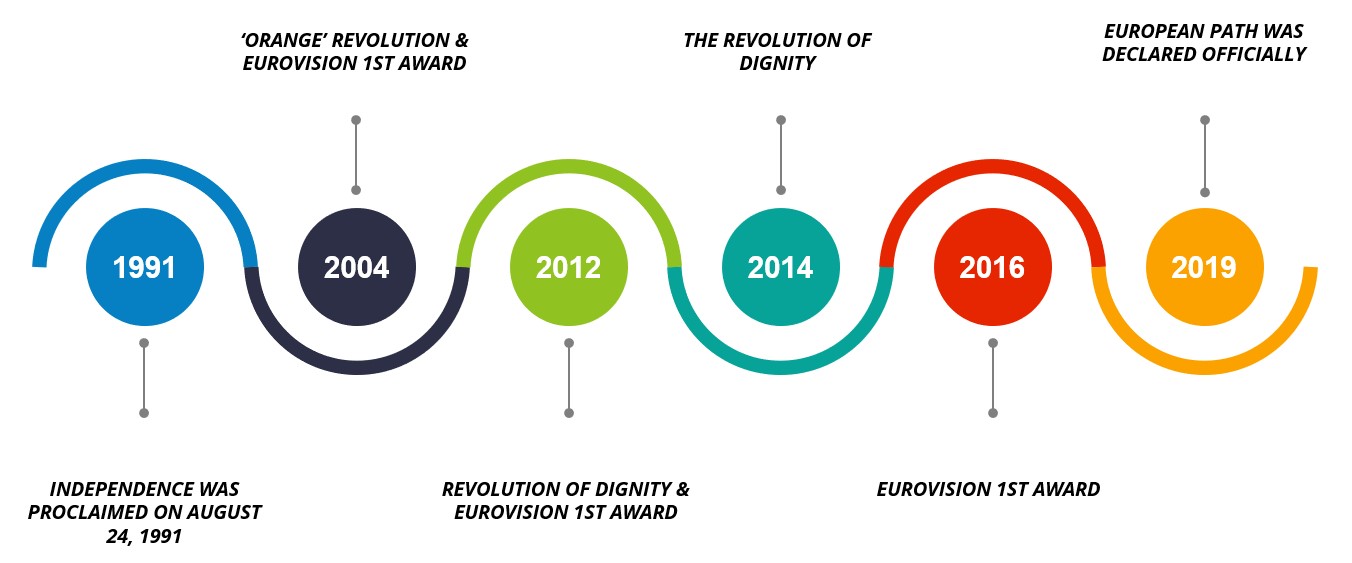 ‘ORANGE’ REVOLUTION &
EUROVISION 1ST AWARD
THE REVOLUTION OF
DIGNITY
EUROPEAN PATH WAS
DECLARED OFFICIALLY
1991
2004
2012
2014
2016
2019
INDEPENDENCE WAS
PROCLAIMED ON AUGUST
24, 1991
REVOLUTION OF DIGNITY &
EUROVISION 1ST AWARD
EUROVISION 1ST AWARD